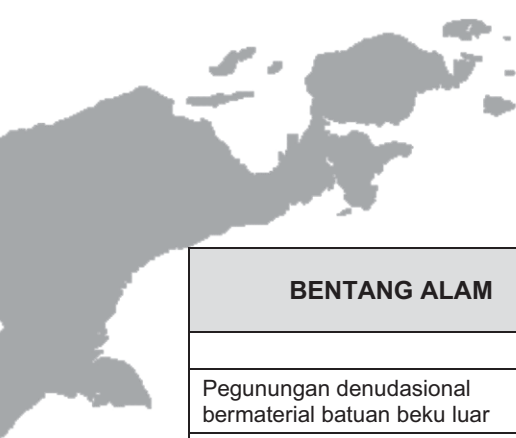 BENTANG ALAM
Pegunungan denudasional
bermaterial batuan beku luar